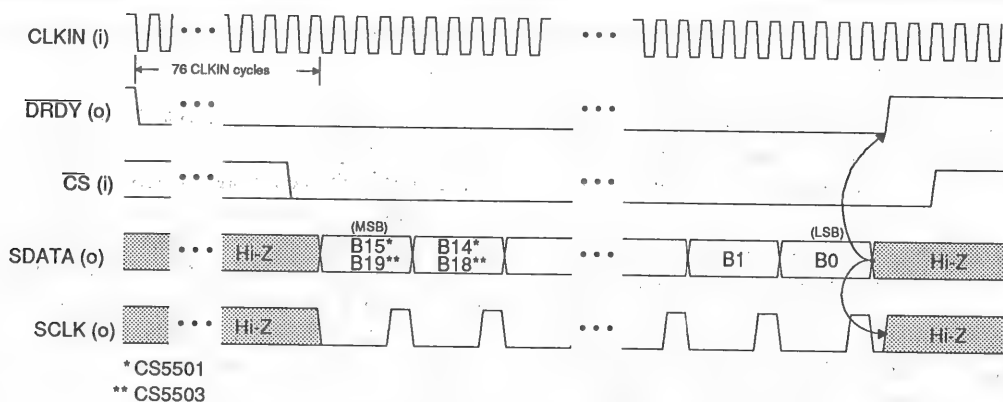 CLKIN (i)
76 CLKIN cycles
DRDY (o)
CS (i)
(MSB)
(LSB)
SDATA (o)
Hi-Z
B15*
B19**
B14*
B18**
B1
B0
Hi-Z
SCLK (o)
Hi-Z
Hi-Z
* CS5501
** CS5503